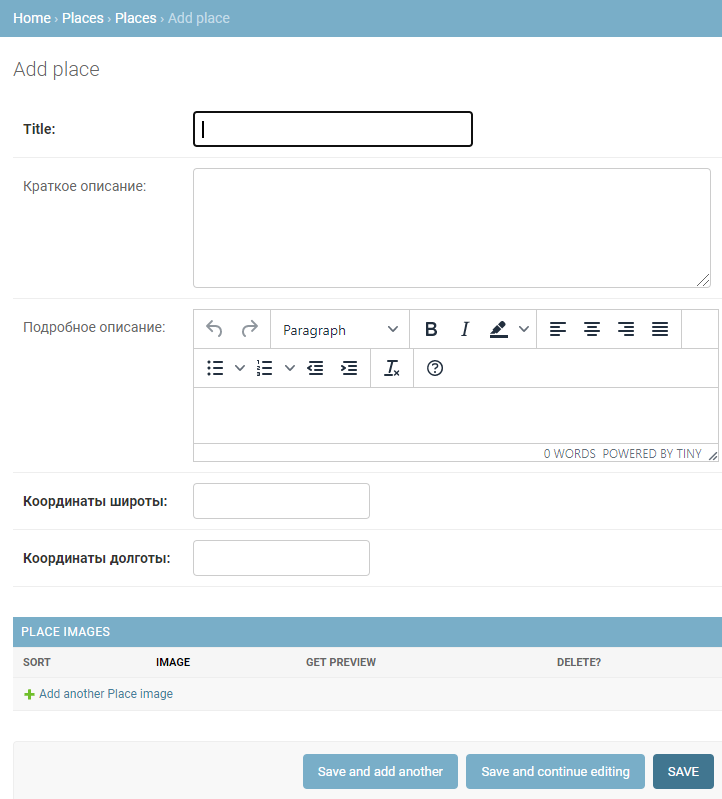 Home › Places › Places › Add place
Add place
Title:
Краткое описание:
Подробное описание:
Paragraph
B I
0 WORDS POWERED BY TINY
Координаты широты:
Координаты долготы:
PLACE IMAGES
SORT IMAGE GET PREVIEW DELETE?
Add another Place image
Save and add another Save and continue editing SAVE